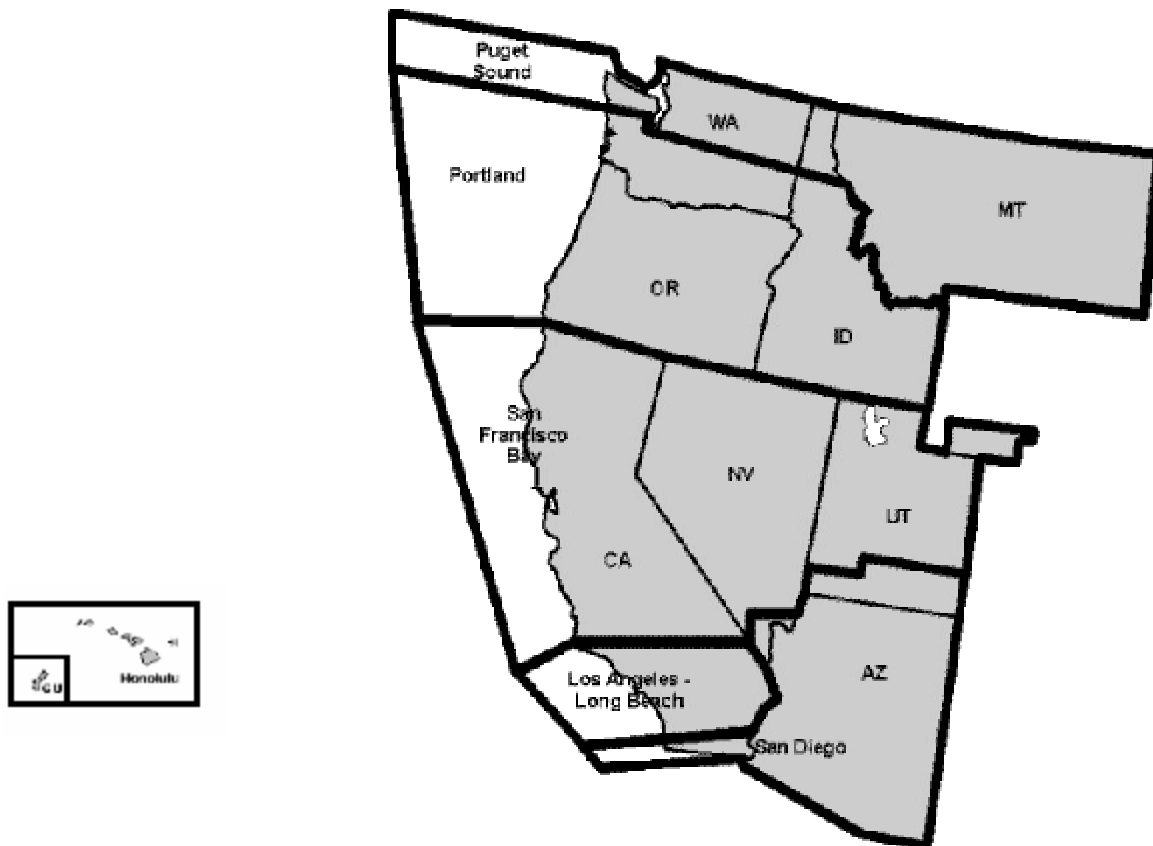 Puget
Sound
WA
Portland
MT
OR
ID
San
Francisco
Bay
NV
UT
CA
Honolulu
GU
Los Angeles -
Long Beach
AZ
San Diego